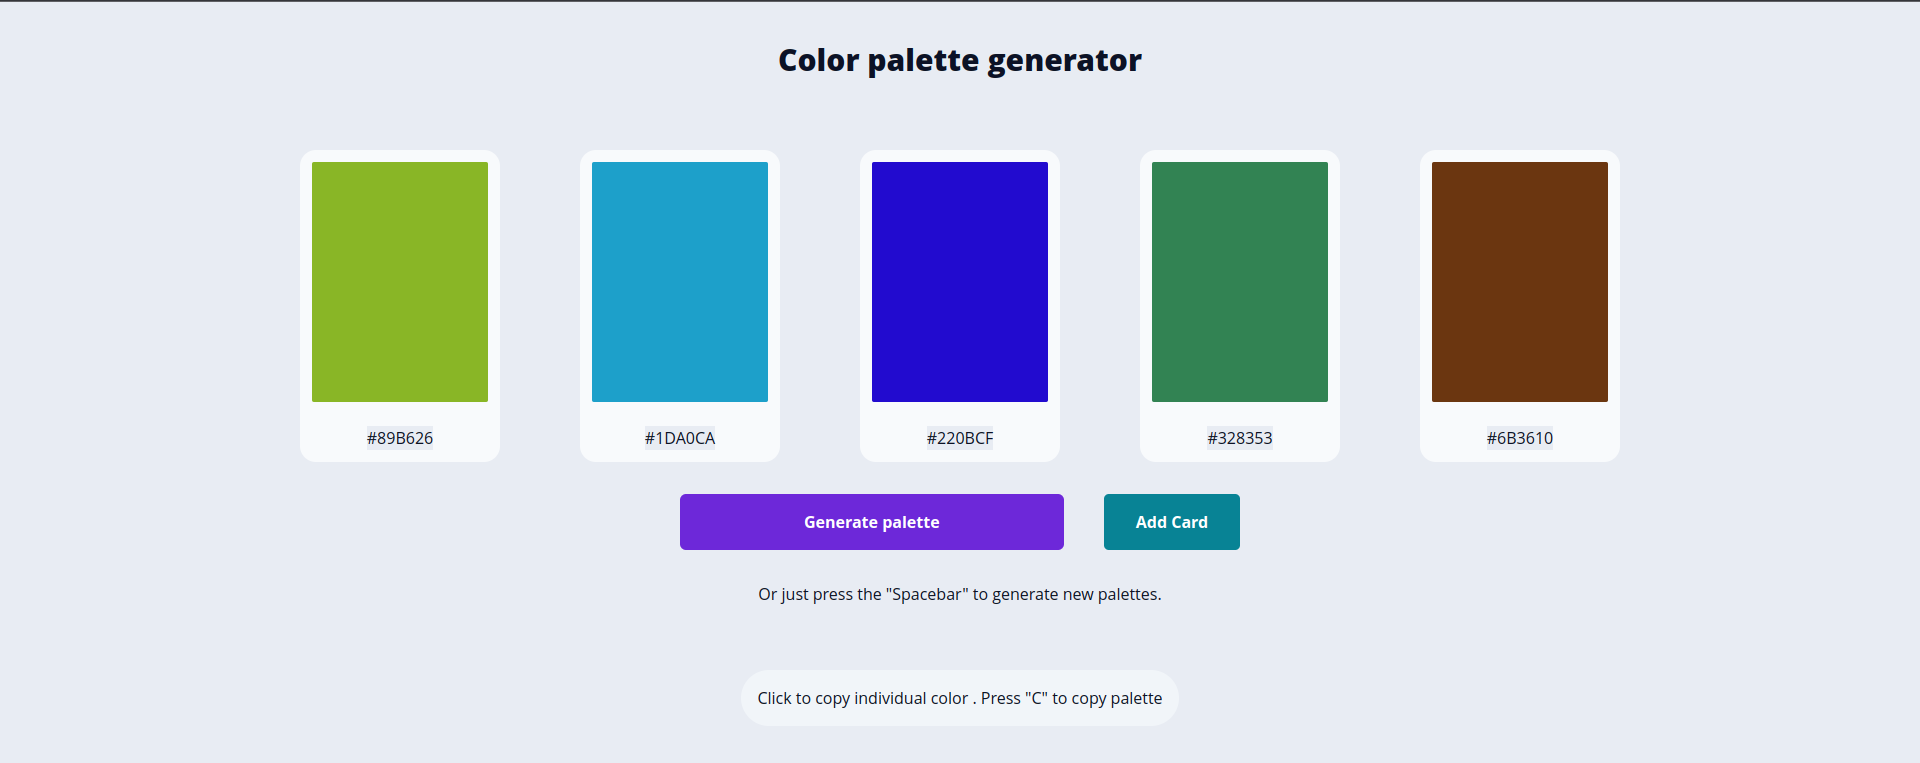 Color palette generator
#89B626
#1DA0CA
#220BCF
#328353
#6B3610
Generate palette
Add Card
Or just press the "Spacebar" to generate new palettes.
Click to copy individual color . Press "C" to copy palette